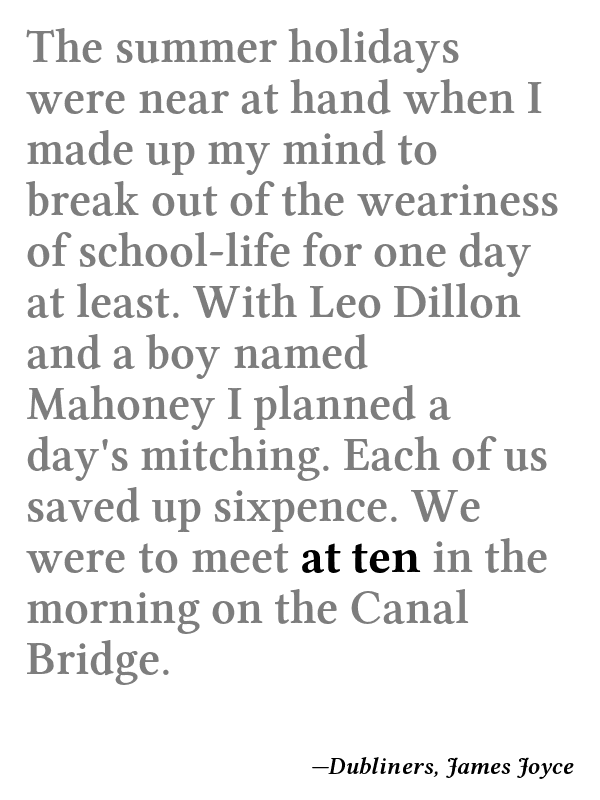 The summer holidays
were near at hand when I
made up my mind to
break out of the weariness
of school-life for one day
at least. With Leo Dillon
and a boy named
Mahoney I planned a
day's mitching. Each of us
saved up sixpence. We
were to meet at ten in the
morning on the Canal
Bridge.
—Dubliners, James Joyce